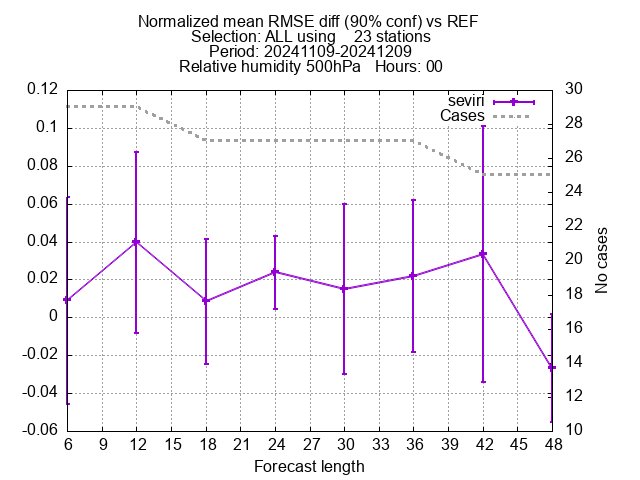 Normalized mean RMSE diff (90% conf) vs REF
Selection: ALL using    23 stations
Period: 20241109-20241209
Relative humidity 500hPa   Hours: 00
seviri
Cases
0.12
0.1
0.08
0.06
0.04
0.02
0
-0.02
-0.04
-0.06
30
28
26
24
22
20
18
16
14
12
10
No cases
6 9 12 15 18 21 24 27 30 33 36 39 42 45 48
Forecast length